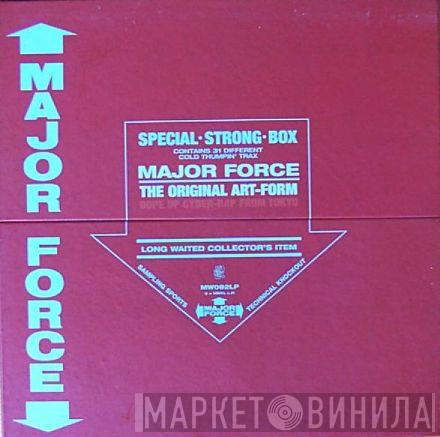 MAJOR FORCE
SPECIAL·STRONG·BOX
CONTAINS 31 DIFFERENT
COLD THUMPIN' TRAX
MAJOR FORCE
THE ORIGINAL ART-FORM
DOPE UP CYBER-RAP FROM TOKYO
LONG WAITED COLLECTOR'S ITEM
SAMPLING SPORTS
TECHNICAL KNOCKOUT
MW082LP
MAJOR
FORCE
МАРКЕТ ВИНИЛА